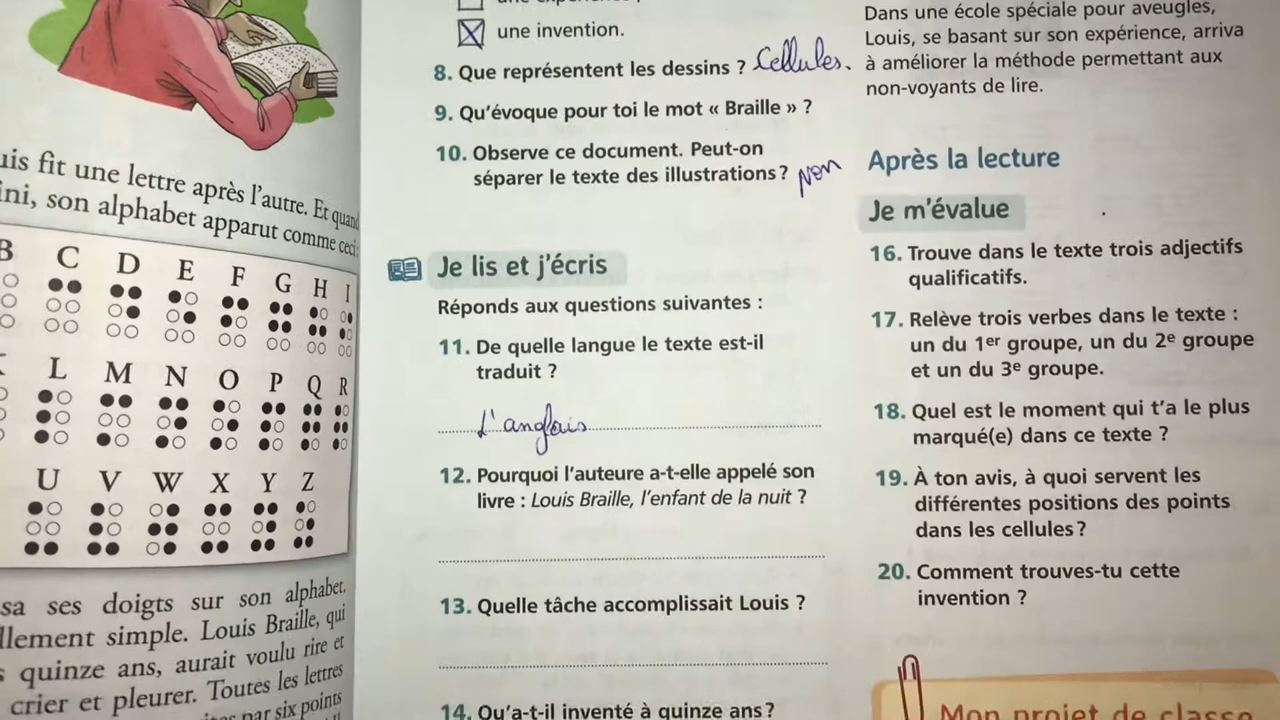 uis fit une lettre après l'autre. Et quand
ini, son alphabet apparut comme ceci :
B C D E F G H I
L M N O P Q R
U V W X Y Z
sa ses doigts sur son alphabet.
llement simple. Louis Braille, qui
s quinze ans, aurait voulu rire et
crier et pleurer. Toutes les lettres
par six points
une invention.
8. Que représentent les dessins ? Cellules.
9. Qu'évoque pour toi le mot « Braille » ?
10. Observe ce document. Peut-on
séparer le texte des illustrations ? Non
Je lis et j'écris
Réponds aux questions suivantes :
11. De quelle langue le texte est-il
traduit ?
L'anglais
12. Pourquoi l'auteure a-t-elle appelé son
livre : Louis Braille, l'enfant de la nuit ?
13. Quelle tâche accomplissait Louis ?
14. Qu'a-t-il inventé à quinze ans ?
Dans une école spéciale pour aveugles,
Louis, se basant sur son expérience, arriva
à améliorer la méthode permettant aux
non-voyants de lire.
Après la lecture
Je m'évalue
16. Trouve dans le texte trois adjectifs
qualificatifs.
17. Relève trois verbes dans le texte :
un du 1er groupe, un du 2e groupe
et un du 3e groupe.
18. Quel est le moment qui t'a le plus
marqué(e) dans ce texte ?
19. À ton avis, à quoi servent les
différentes positions des points
dans les cellules ?
20. Comment trouves-tu cette
invention ?
Mon projet de classe